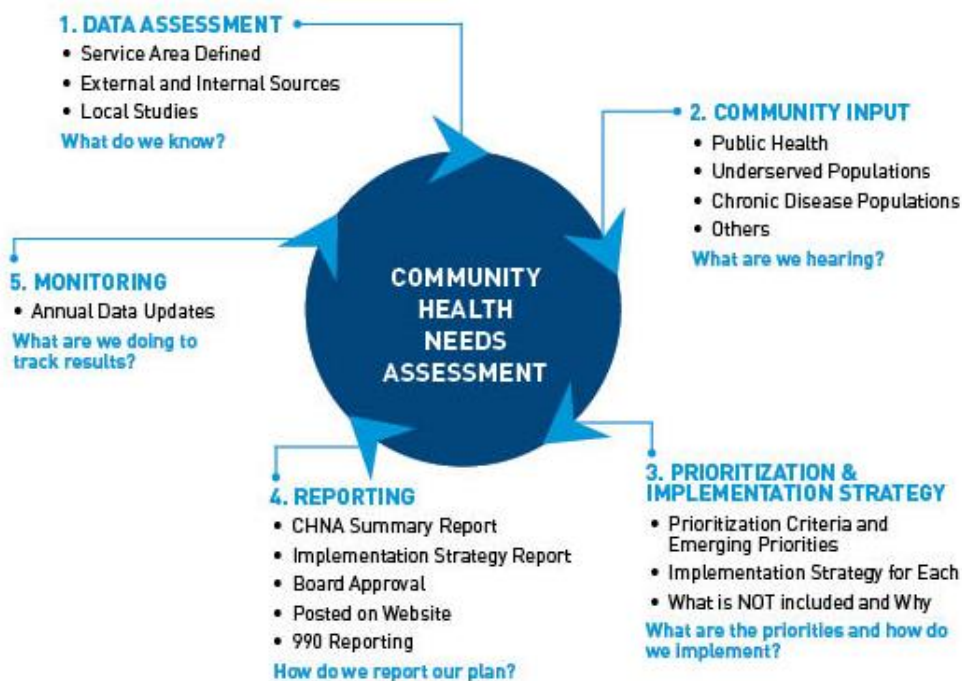 1. DATA ASSESSMENT
• Service Area Defined
• External and Internal Sources
• Local Studies
What do we know?
2. COMMUNITY INPUT
• Public Health
• Underserved Populations
• Chronic Disease Populations
• Others
What are we hearing?
COMMUNITY
HEALTH
NEEDS
ASSESSMENT
3. PRIORITIZATION &
IMPLEMENTATION STRATEGY
• Prioritization Criteria and
Emerging Priorities
• Implementation Strategy for Each
• What is NOT included and Why
What are the priorities and how do
we implement?
4. REPORTING
• CHNA Summary Report
• Implementation Strategy Report
• Board Approval
• Posted on Website
• 990 Reporting
How do we report our plan?
5. MONITORING
• Annual Data Updates
What are we doing to
track results?